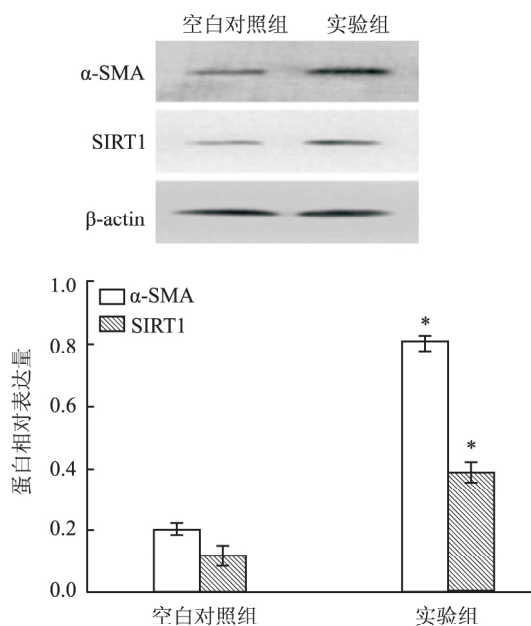 空白对照组 实验组
α-SMA
SIRT1
β-actin
1.0
α-SMA
SIRT1
0.8
0.6
0.4
0.2
0.0
蛋白相对表达量
*
*
空白对照组 实验组